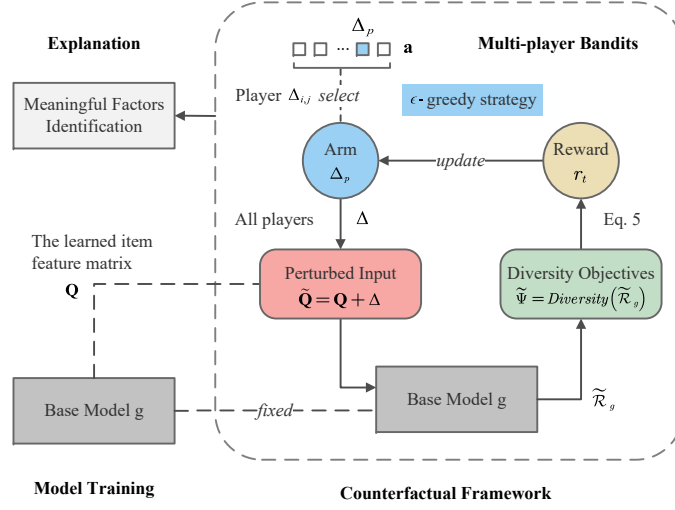 Explanation
Δ_p
··· a
Multi-player Bandits
Meaningful Factors
Identification
Player Δ_{i,j} select
ϵ- greedy strategy
Arm
Δ_p
update
Reward
r_t
All players
Δ
Eq. 5
The learned item
feature matrix
Q
Perturbed Input
Q̃ = Q + Δ
Diversity Objectives
Ψ̃ = Diversity(R̃_g)
Base Model g
fixed
Base Model g
R̃_g
Model Training
Counterfactual Framework